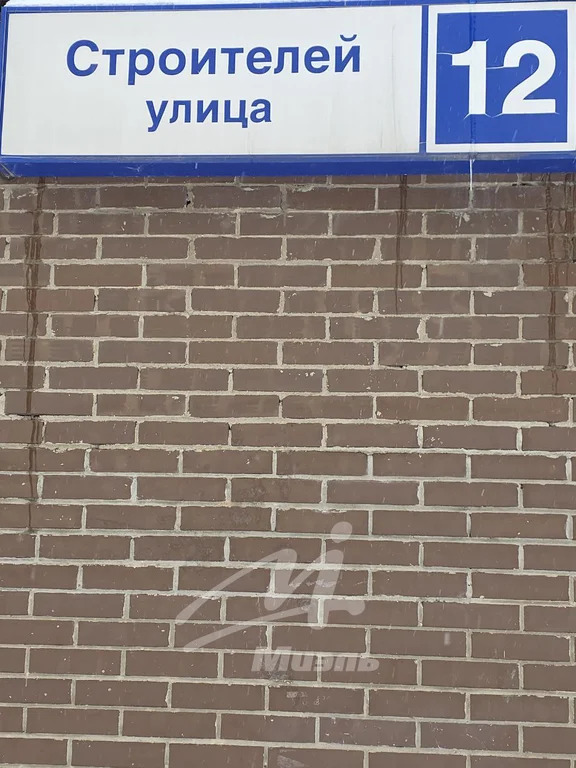 Строителей
улица
12
Миэль